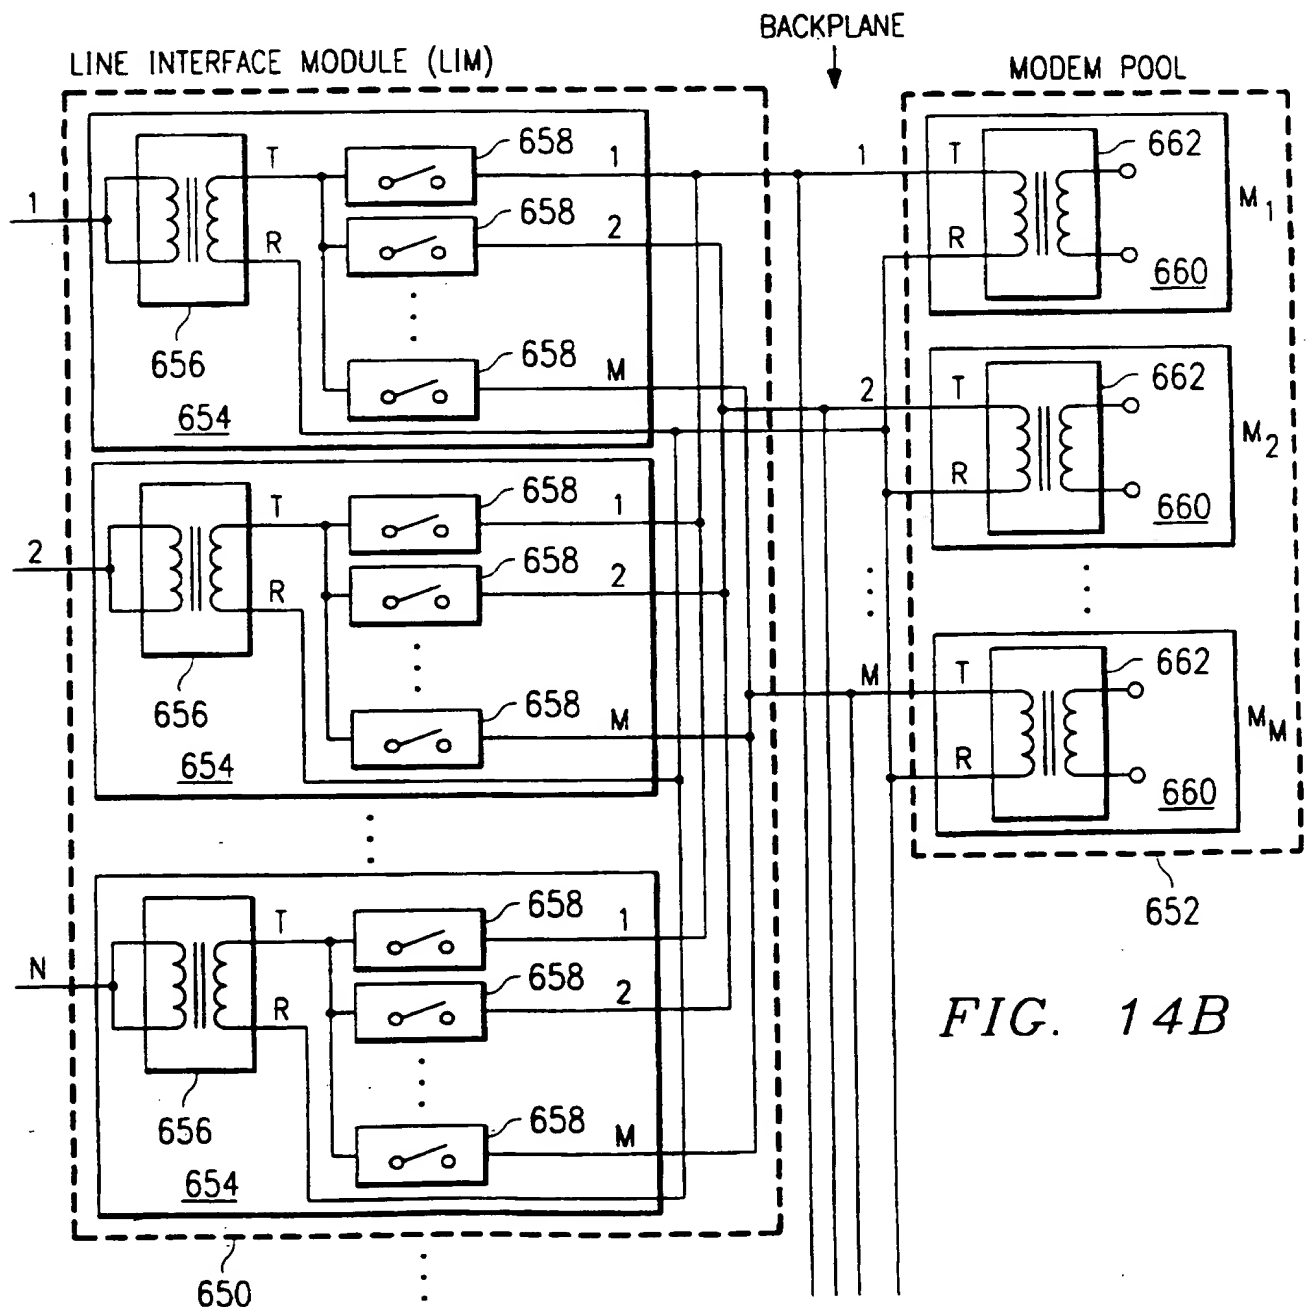 BACKPLANE
LINE INTERFACE MODULE (LIM)
MODEM POOL
1
T
R
656
654
658
1
658
2
658
M
2
T
R
656
654
658
1
658
2
658
M
N
T
R
656
654
658
1
658
2
658
M
650
1
T
R
662
660
M1
2
T
R
662
660
M2
M
T
R
662
660
MM
652
FIG. 14B